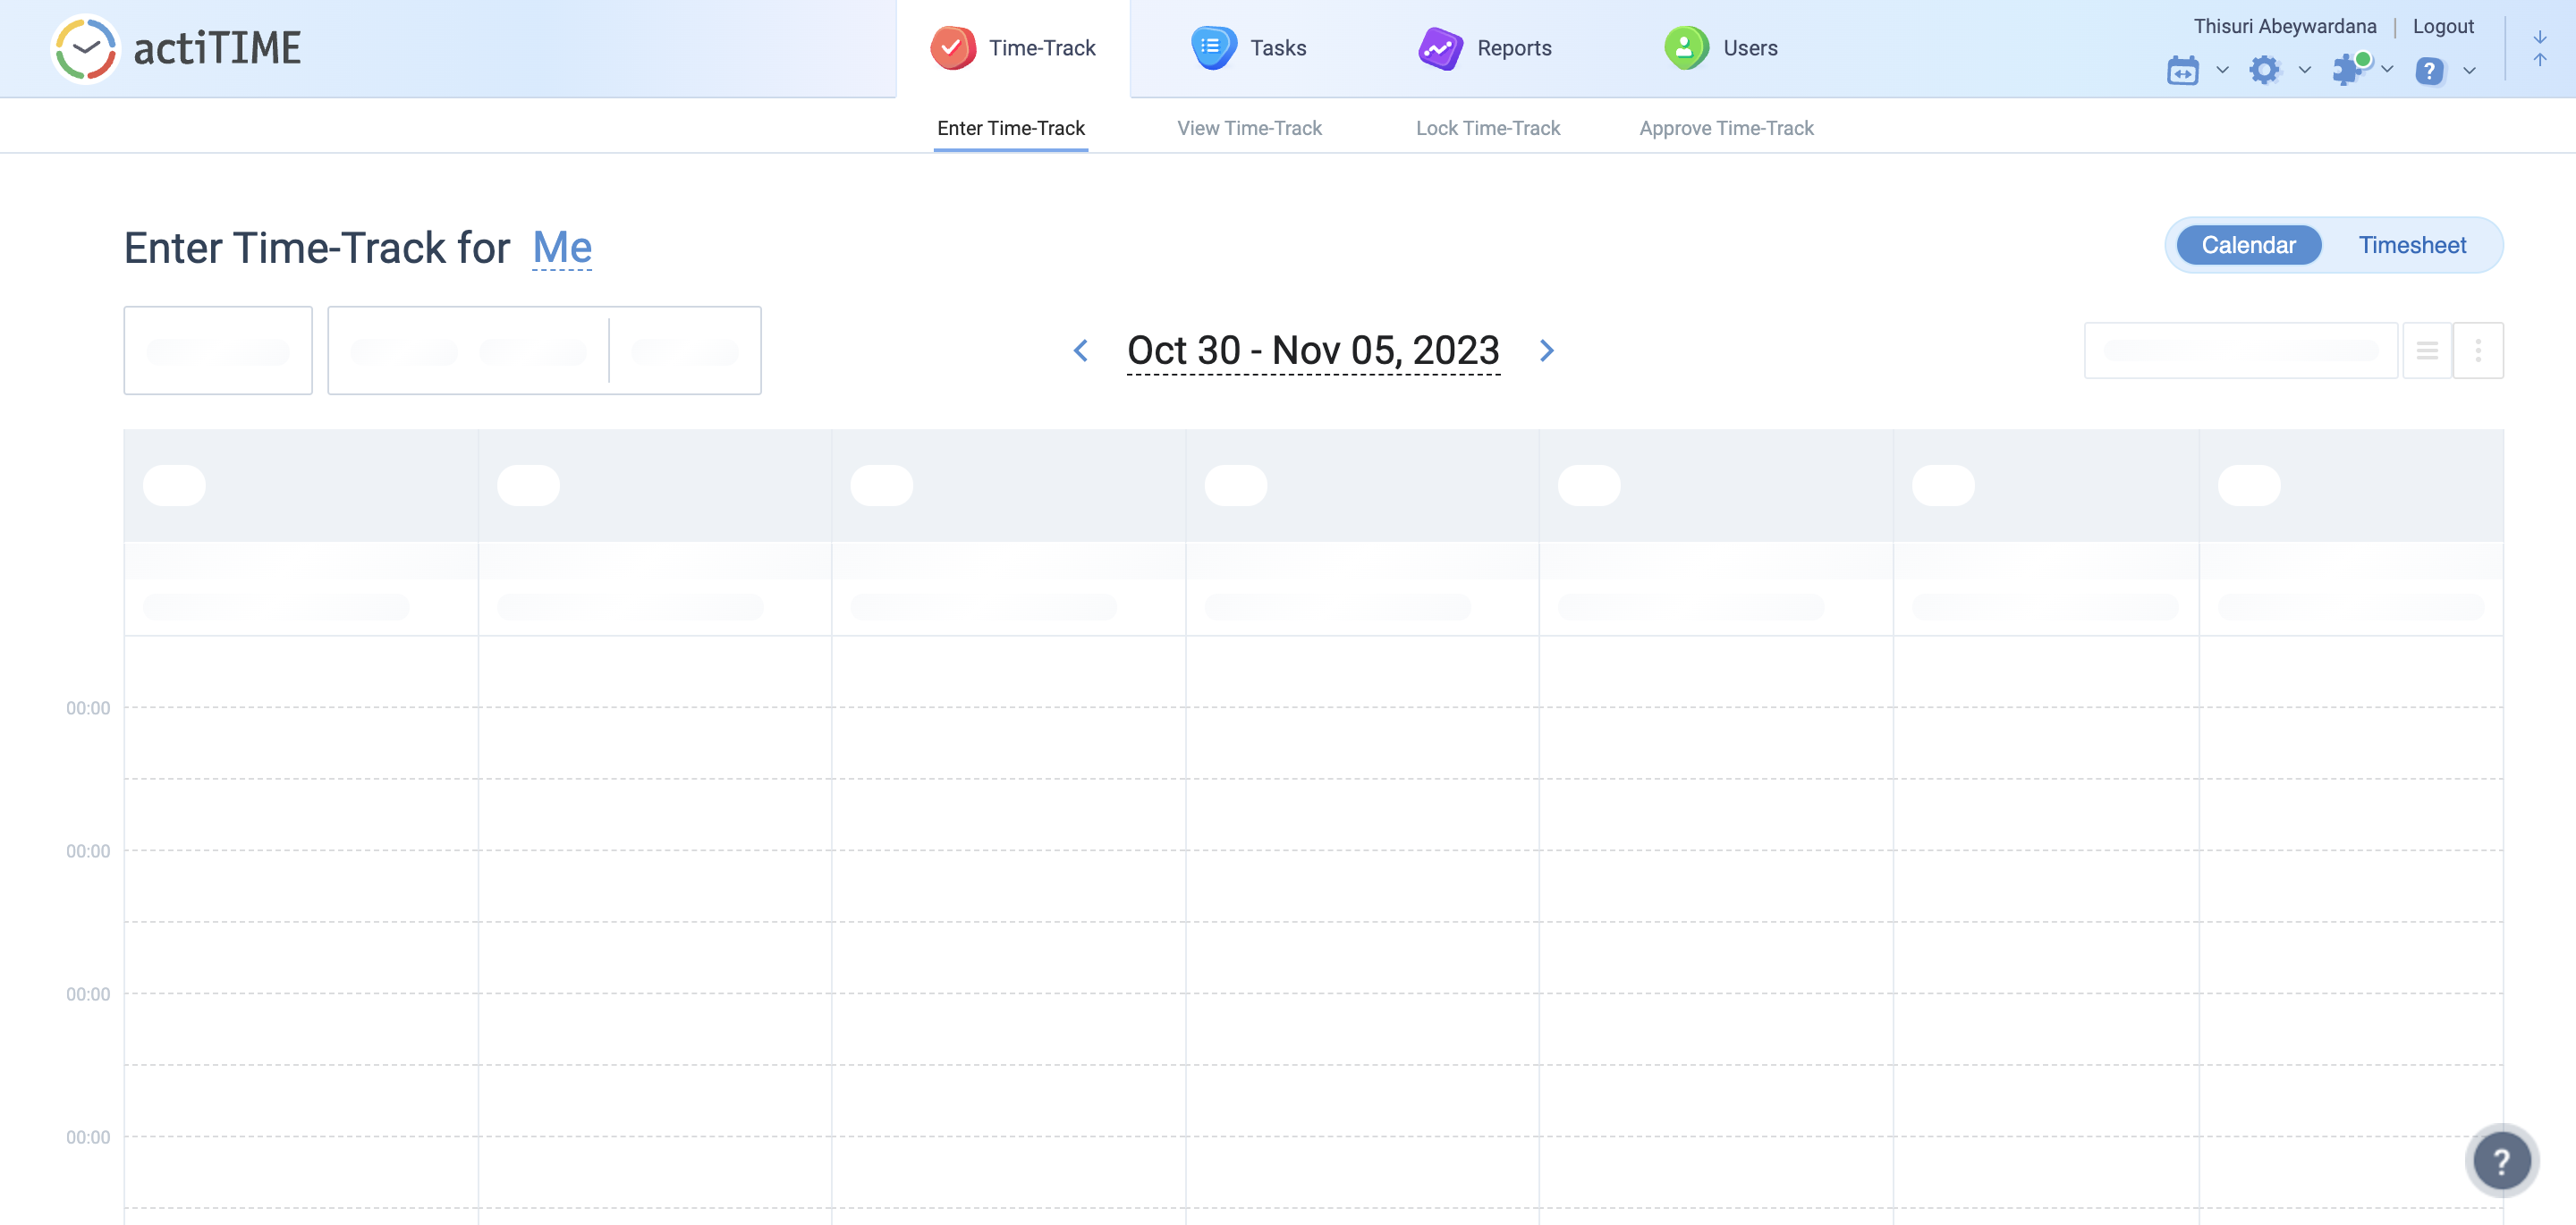 actiTIME
Time-Track
Tasks
Reports
Users
Thisuri Abeywardana | Logout
Enter Time-Track
View Time-Track
Lock Time-Track
Approve Time-Track
Enter Time-Track for Me
Calendar
Timesheet
Oct 30 - Nov 05, 2023
00:00
00:00
00:00
00:00
?